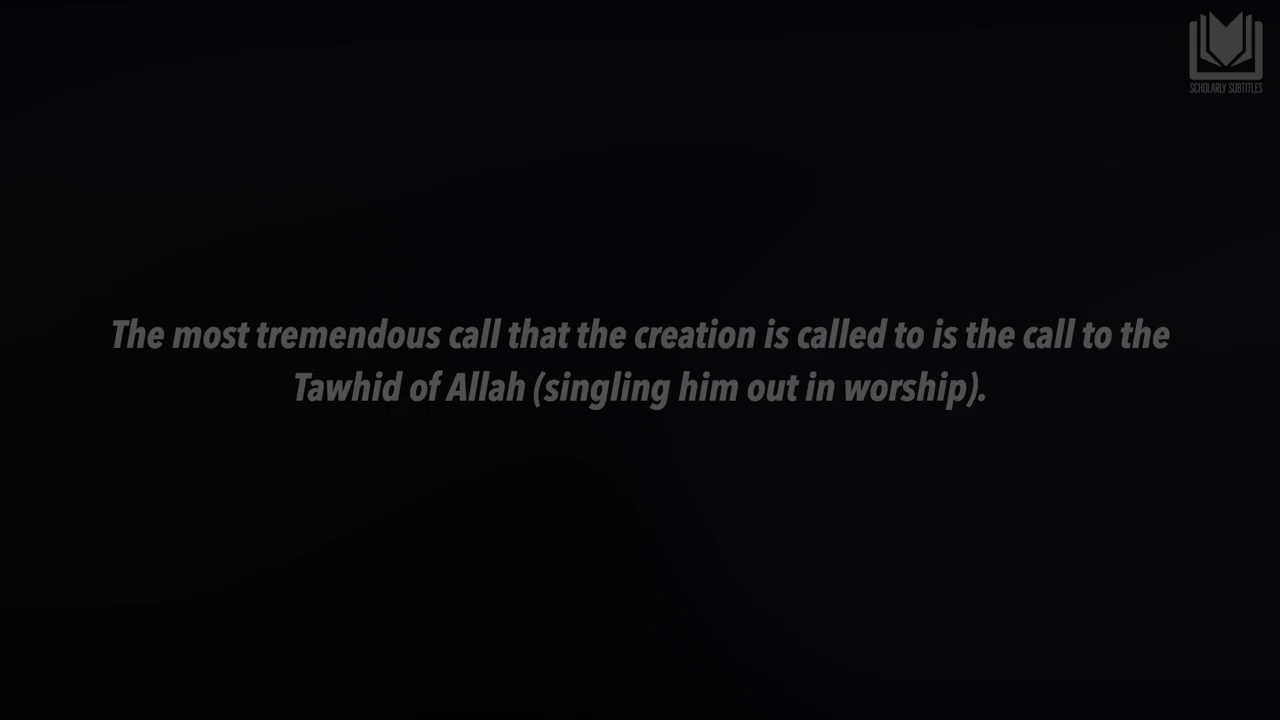 SCHOLARLY SUBTITLES
The most tremendous call that the creation is called to is the call to the
Tawhid of Allah (singling him out in worship).